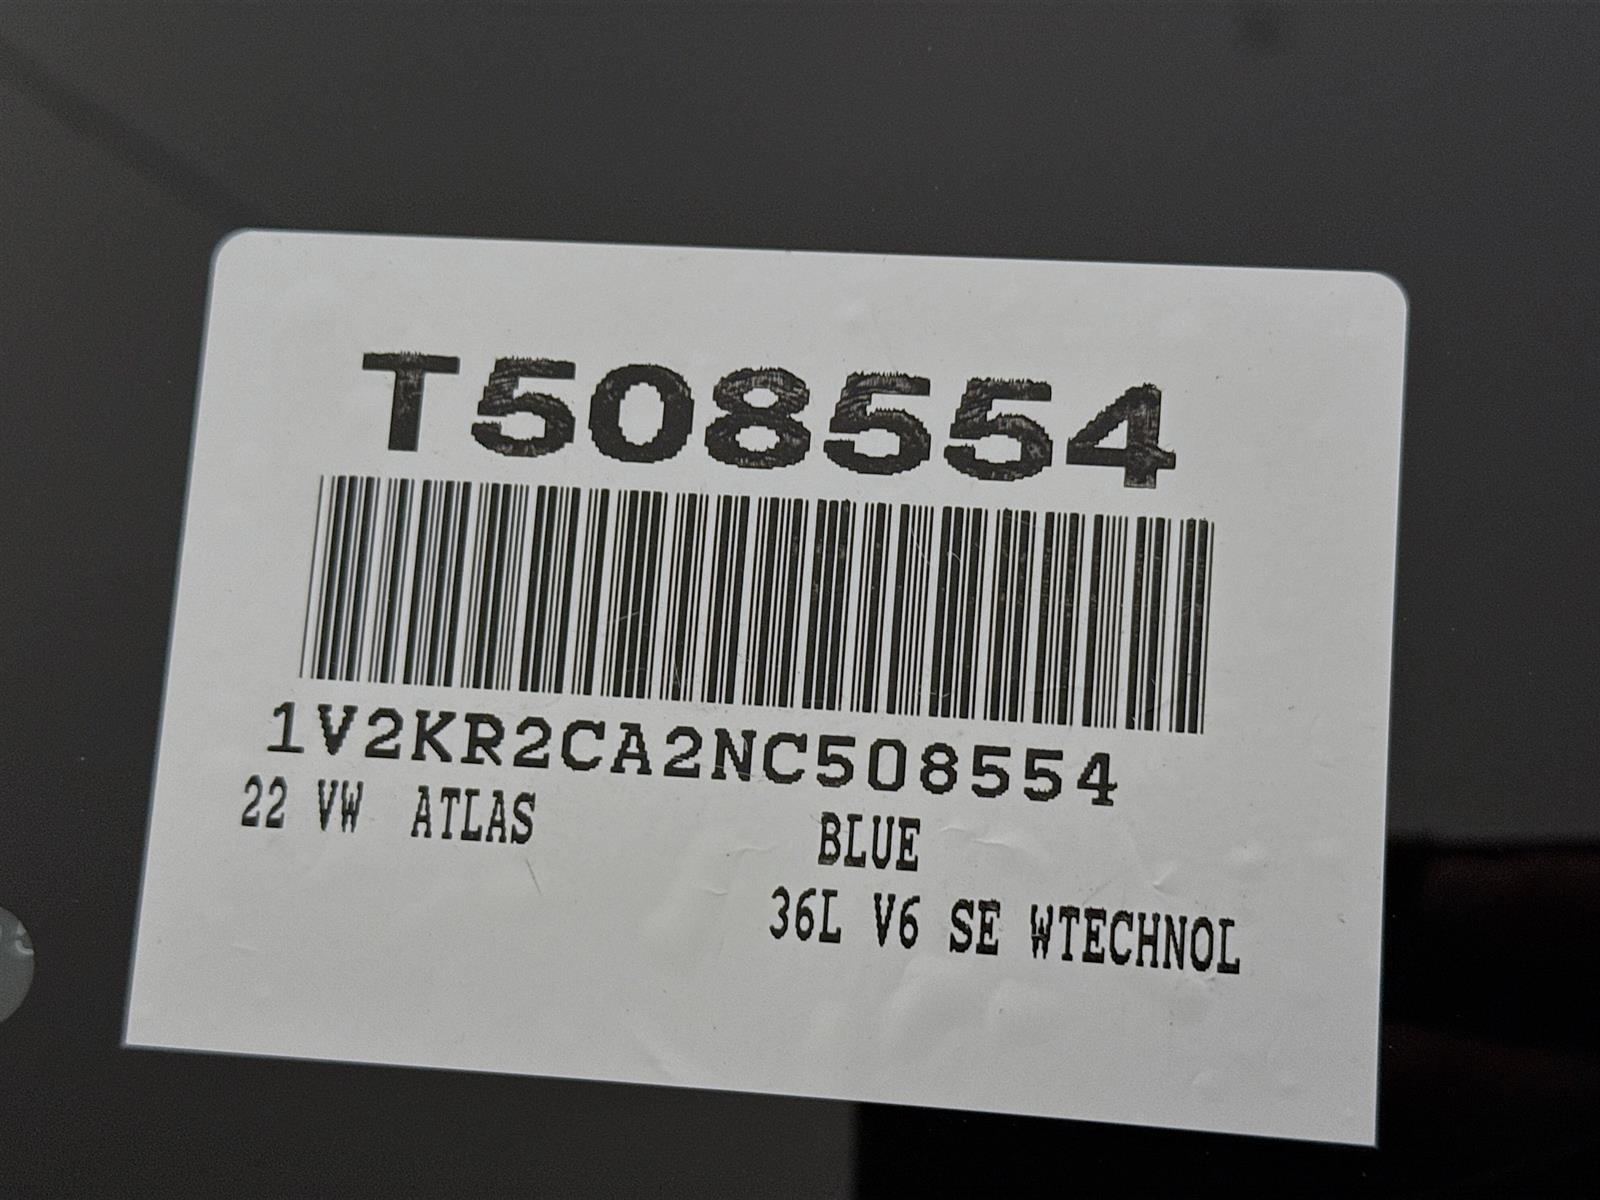 T508554
1V2KR2CA2NC508554
22 VW ATLAS BLUE
36L V6 SE WTECHNOL